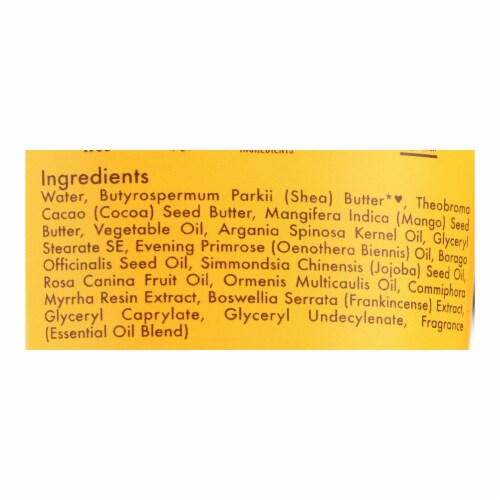 INGREDIENTS
Ingredients
Water, Butyrospermum Parkii (Shea) Butter*♥, Theobroma
Cacao (Cocoa) Seed Butter, Mangifera Indica (Mango) Seed
Butter, Vegetable Oil, Argania Spinosa Kernel Oil, Glyceryl
Stearate SE, Evening Primrose (Oenothera Biennis) Oil, Borago
Officinalis Seed Oil, Simmondsia Chinensis (Jojoba) Seed Oil,
Rosa Canina Fruit Oil, Ormenis Multicaulis Oil, Commiphora
Myrrha Resin Extract, Boswellia Serrata (Frankincense) Extract,
Glyceryl Caprylate, Glyceryl Undecylenate, Fragrance
(Essential Oil Blend)